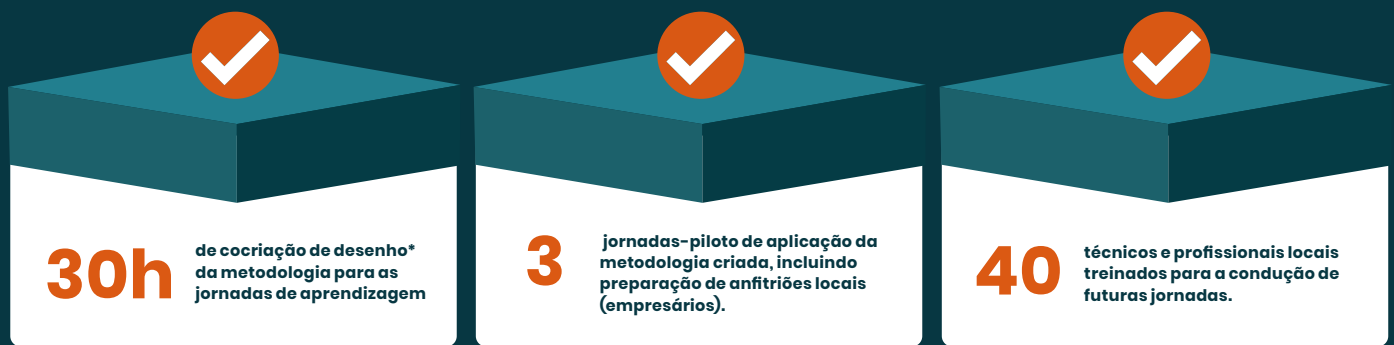 30h
de cocriação de desenho*
da metodologia para as
jornadas de aprendizagem
3
jornadas-piloto de aplicação da
metodologia criada, incluindo
preparação de anfitriões locais
(empresários).
40
técnicos e profissionais locais
treinados para a condução de
futuras jornadas.